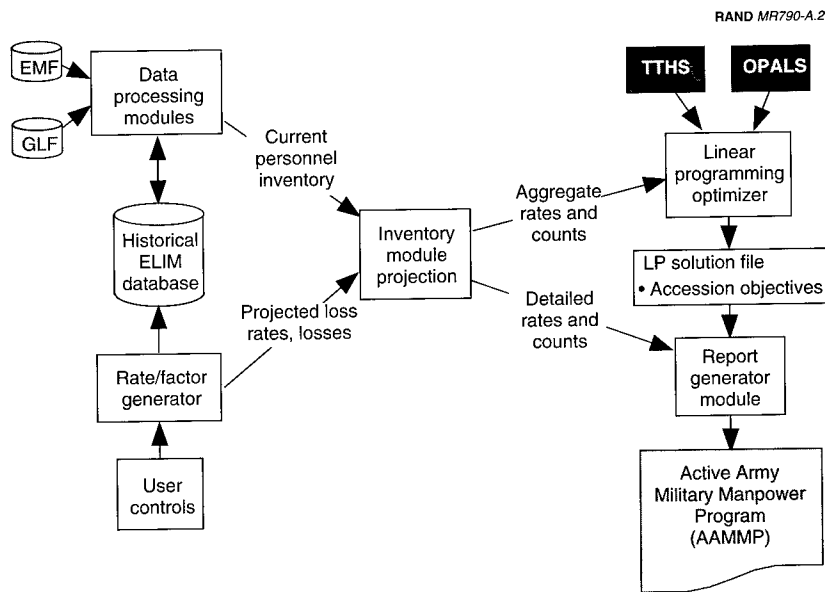 RAND MR790-A.2
EMF
GLF
Data
processing
modules
Current
personnel
inventory
Historical
ELIM
database
Projected loss
rates, losses
Rate/factor
generator
User
controls
Inventory
module
projection
Aggregate
rates and
counts
Detailed
rates and
counts
TTHS
OPALS
Linear
programming
optimizer
LP solution file
• Accession objectives
Report
generator
module
Active Army
Military Manpower
Program
(AAMMP)